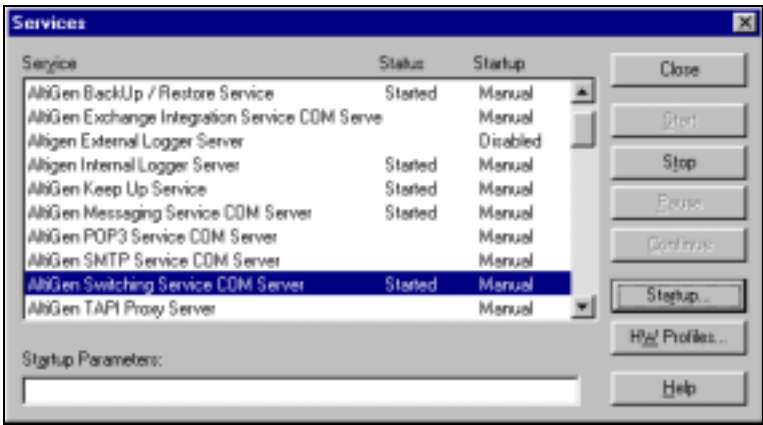 Services
Service Status Startup
AltiGen BackUp / Restore Service Started Manual
AltiGen Exchange Integration Service COM Serve Manual
Altigen External Logger Server Disabled
Altigen Internal Logger Server Started Manual
AltiGen Keep Up Service Started Manual
AltiGen Messaging Service COM Server Started Manual
AltiGen POP3 Service COM Server Manual
AltiGen SMTP Service COM Server Manual
AltiGen Switching Service COM Server Started Manual
AltiGen TAPI Proxy Server Manual
Startup Parameters:
Close
Start
Stop
Pause
Continue
Startup...
HW Profiles...
Help